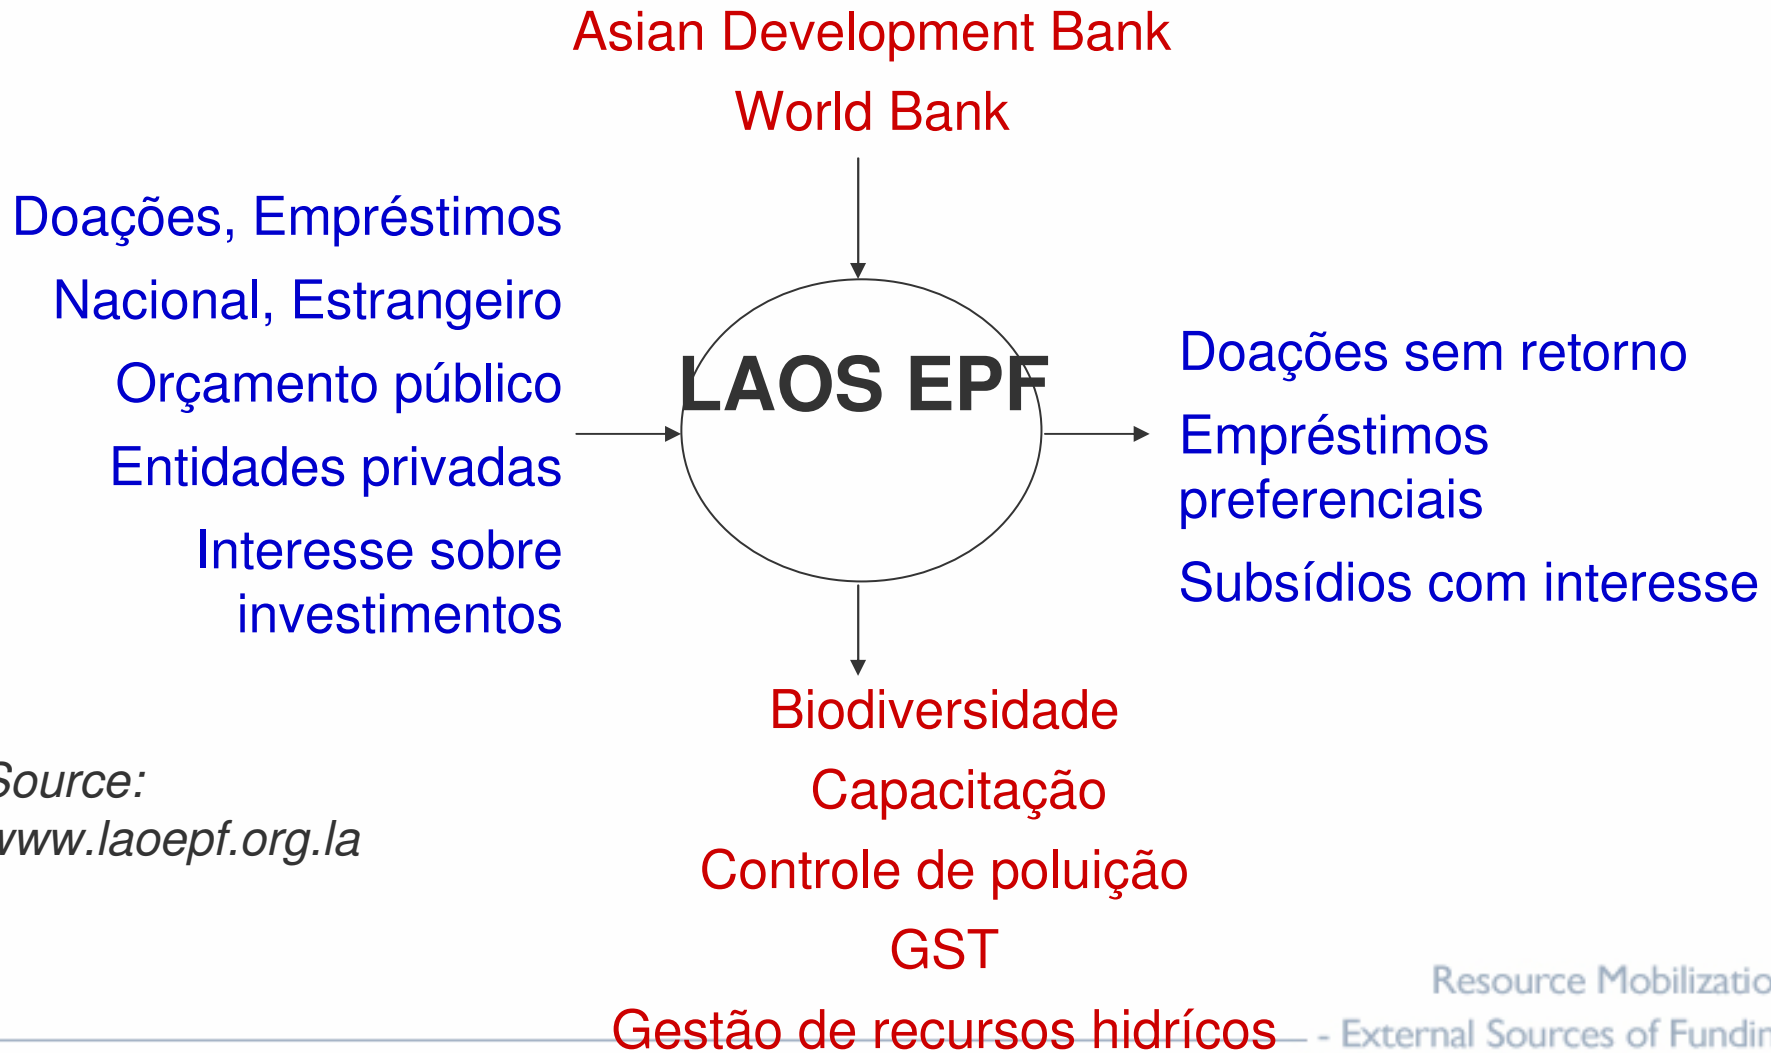 Asian Development Bank
World Bank
Doações, Empréstimos
Nacional, Estrangeiro
Orçamento público
Entidades privadas
Interesse sobre
investimentos
LAOS EPF
Doações sem retorno
Empréstimos
preferenciais
Subsídios com interesse
Biodiversidade
Capacitação
Controle de poluição
GST
Gestão de recursos hidrícos
Source:
www.laoepf.org.la
Resource Mobilizatio
- External Sources of Fundin